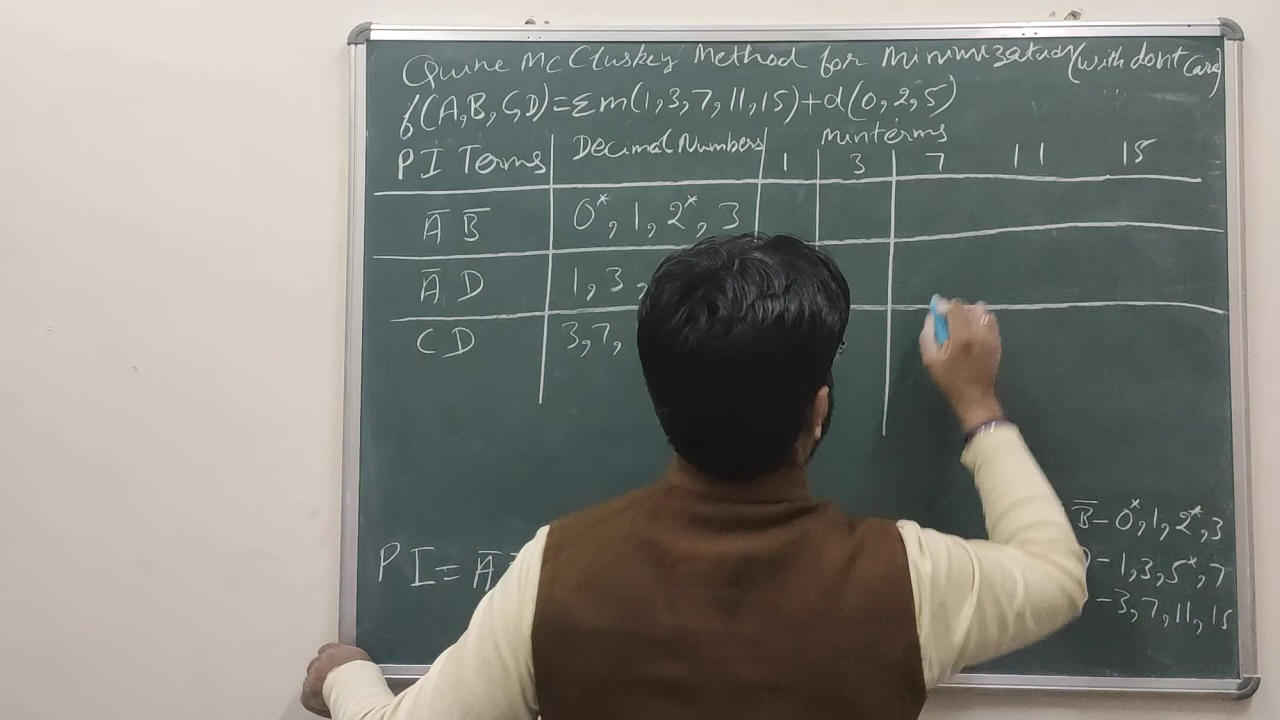 Quine McCluskey Method for Minimization (with dont care)
f(A,B,C,D)=Σm(1,3,7,11,15)+d(0,2,5)
PI Terms Decimal Numbers Minterms
1 3 7 11 15
A̅ B̅ 0*, 1, 2*, 3
A̅ D 1, 3,
CD 3, 7,
B̅ – 0*, 1, 2*, 3
PI = A̅ – 1, 3, 5*, 7
– 3, 7, 11, 15